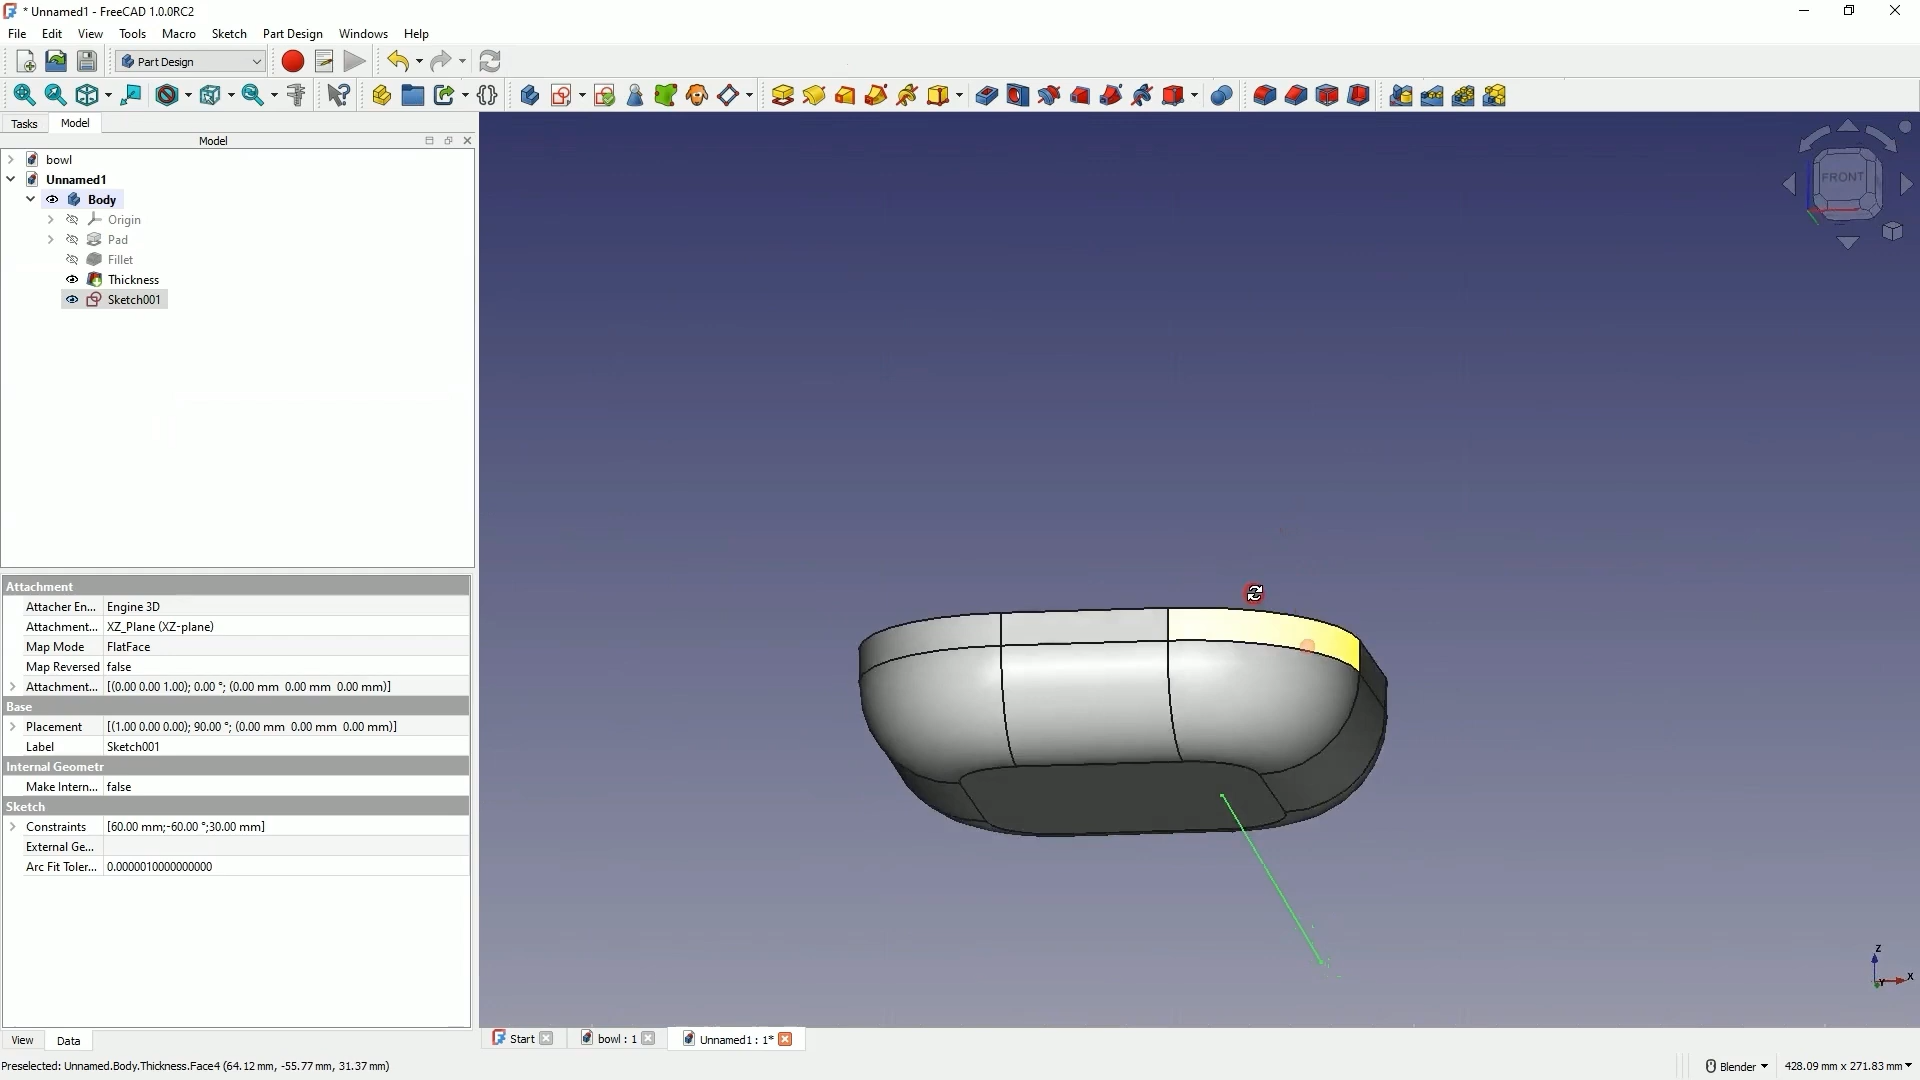 * Unnamed1 - FreeCAD 1.0.0RC2
File Edit View Tools Macro Sketch Part Design Windows Help
Part Design
Tasks Model
Model
bowl
Unnamed1
Body
Origin
Pad
Fillet
Thickness
Sketch001
FRONT
Attachment
Attacher En... Engine 3D
Attachment... XZ_Plane (XZ-plane)
Map Mode FlatFace
Map Reversed false
Attachment... [(0.00 0.00 1.00); 0.00 °; (0.00 mm 0.00 mm 0.00 mm)]
Base
Placement [(1.00 0.00 0.00); 90.00 °; (0.00 mm 0.00 mm 0.00 mm)]
Label Sketch001
Internal Geometr
Make Intern... false
Sketch
Constraints [60.00 mm;-60.00 °;30.00 mm]
External Ge...
Arc Fit Toler... 0.0000010000000000
Z
X
Y
View Data
Start bowl : 1 Unnamed1 : 1*
Preselected: Unnamed.Body.Thickness.Face4 (64.12 mm, -55.77 mm, 31.37 mm)
Blender 428.09 mm x 271.83 mm